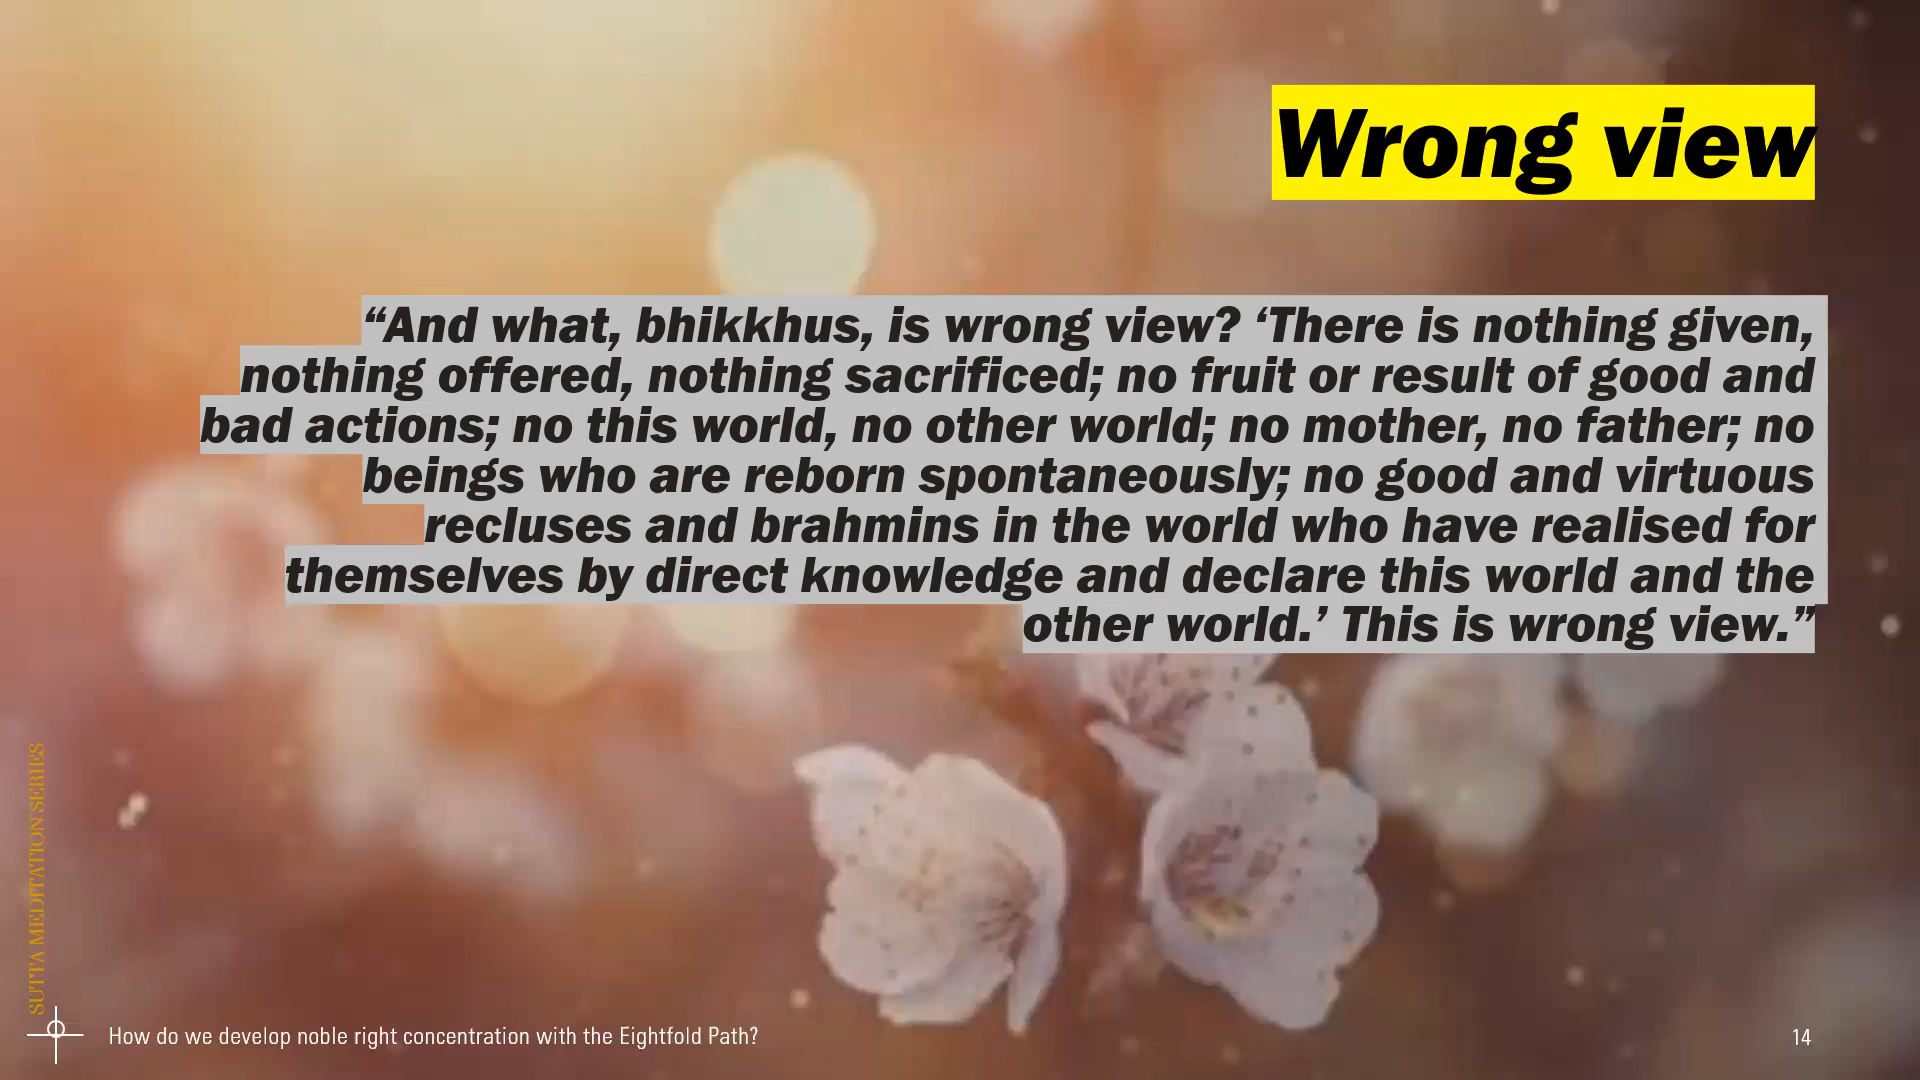 Wrong view
“And what, bhikkhus, is wrong view? ‘There is nothing given,
nothing offered, nothing sacrificed; no fruit or result of good and
bad actions; no this world, no other world; no mother, no father; no
beings who are reborn spontaneously; no good and virtuous
recluses and brahmins in the world who have realised for
themselves by direct knowledge and declare this world and the
other world.’ This is wrong view.”
SUTTA MEDITATION SERIES
How do we develop noble right concentration with the Eightfold Path?
14